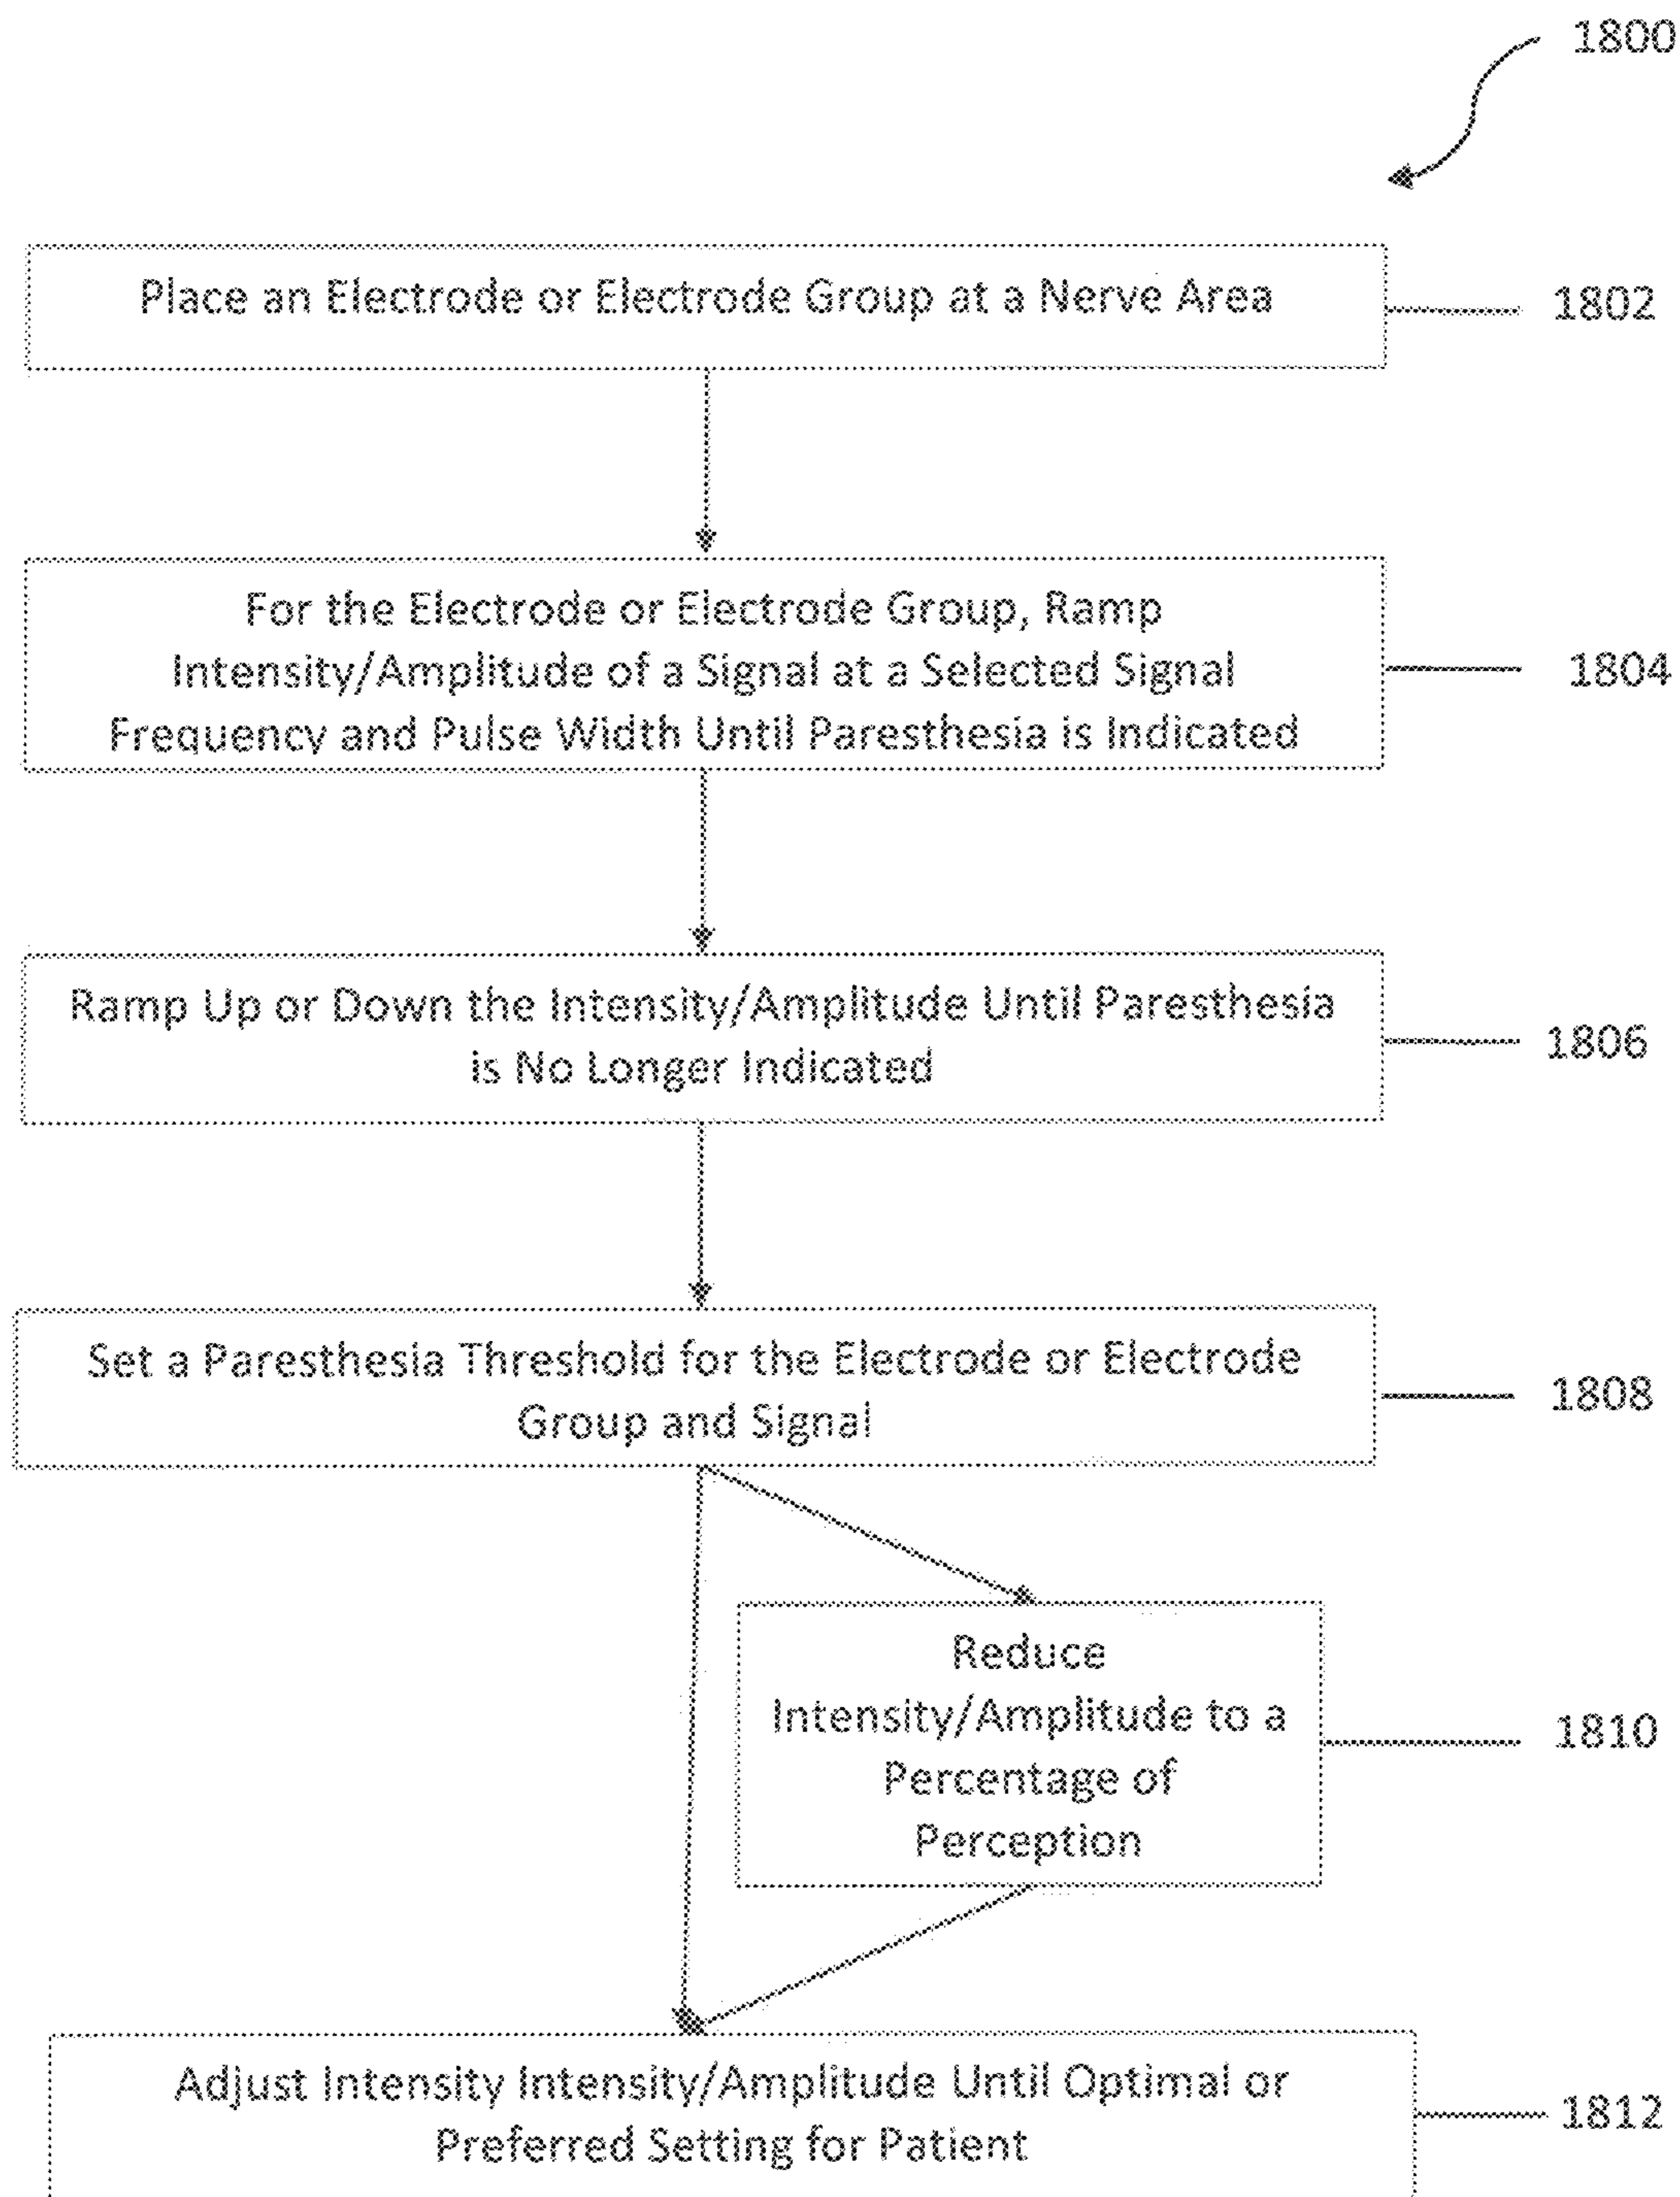 1800
Place an Electrode or Electrode Group at a Nerve Area
1802
For the Electrode or Electrode Group, Ramp
Intensity/Amplitude of a Signal at a Selected Signal
Frequency and Pulse Width Until Paresthesia is Indicated
1804
Ramp Up or Down the Intensity/Amplitude Until Paresthesia
is No Longer Indicated
1806
Set a Paresthesia Threshold for the Electrode or Electrode
Group and Signal
1808
Reduce
Intensity/Amplitude to a
Percentage of
Perception
1810
Adjust Intensity Intensity/Amplitude Until Optimal or
Preferred Setting for Patient
1812